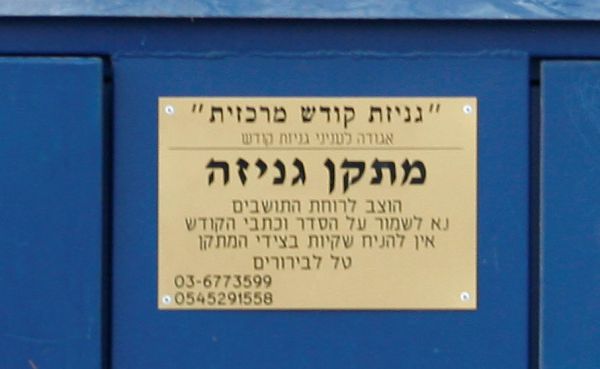 "גניזת קודש מרכזית"
אגודה לעניני גניזת קודש
מתקן גניזה
הוצב לרוחת התושבים
נא לשמור על הסדר וכתבי הקודש
אין להניח שקיות בצידי המתקן
טל לבירורים
03-6773599
0545291558